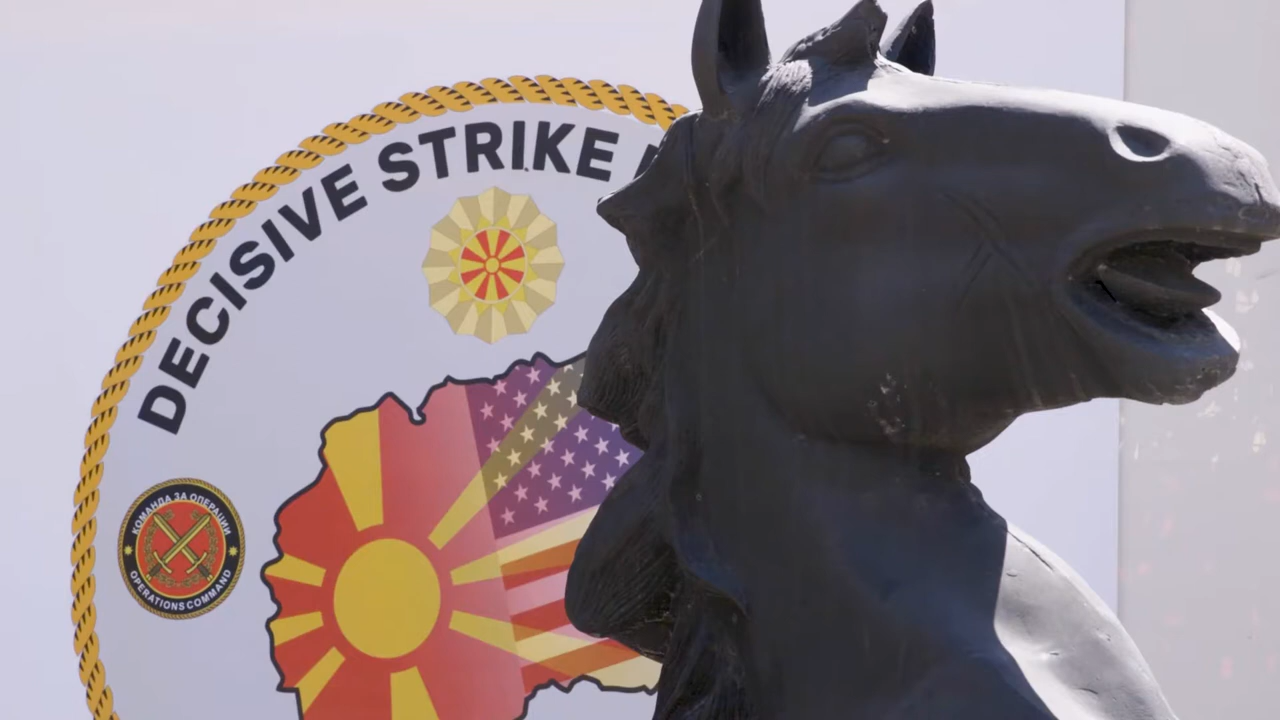 DECISIVE STRIKE
КОМАНДА ЗА ОПЕРАЦИИ
OPERATIONS COMMAND